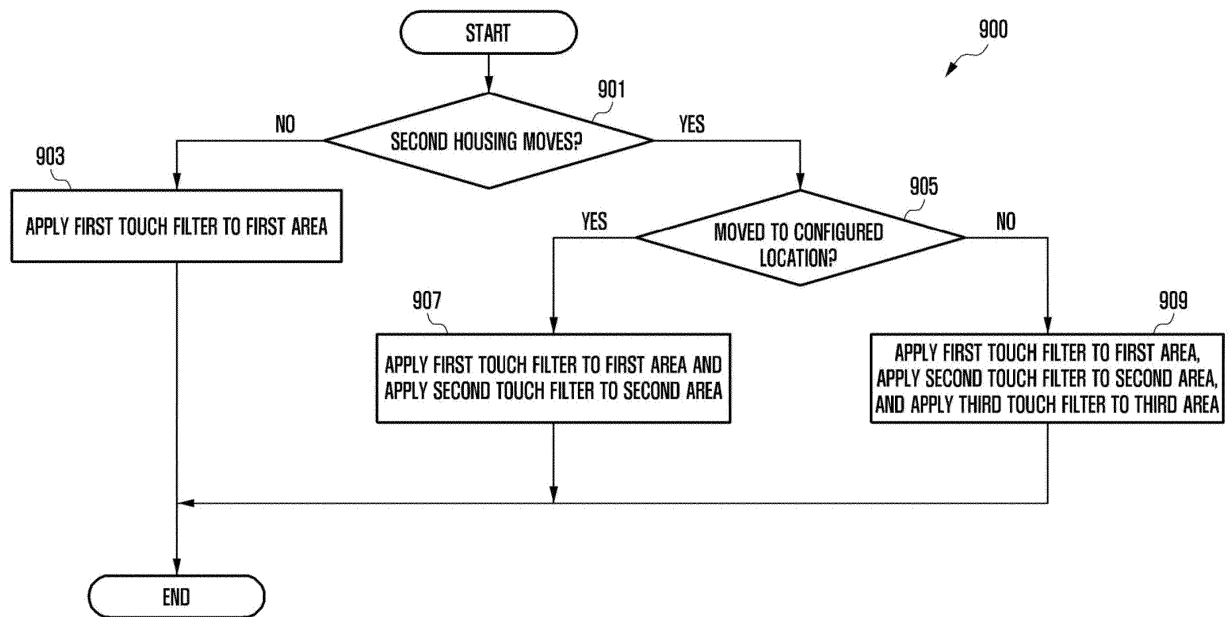 START
900
901
SECOND HOUSING MOVES?
NO
YES
903
APPLY FIRST TOUCH FILTER TO FIRST AREA
905
MOVED TO CONFIGURED
LOCATION?
YES
NO
907
APPLY FIRST TOUCH FILTER TO FIRST AREA AND
APPLY SECOND TOUCH FILTER TO SECOND AREA
909
APPLY FIRST TOUCH FILTER TO FIRST AREA,
APPLY SECOND TOUCH FILTER TO SECOND AREA,
AND APPLY THIRD TOUCH FILTER TO THIRD AREA
END